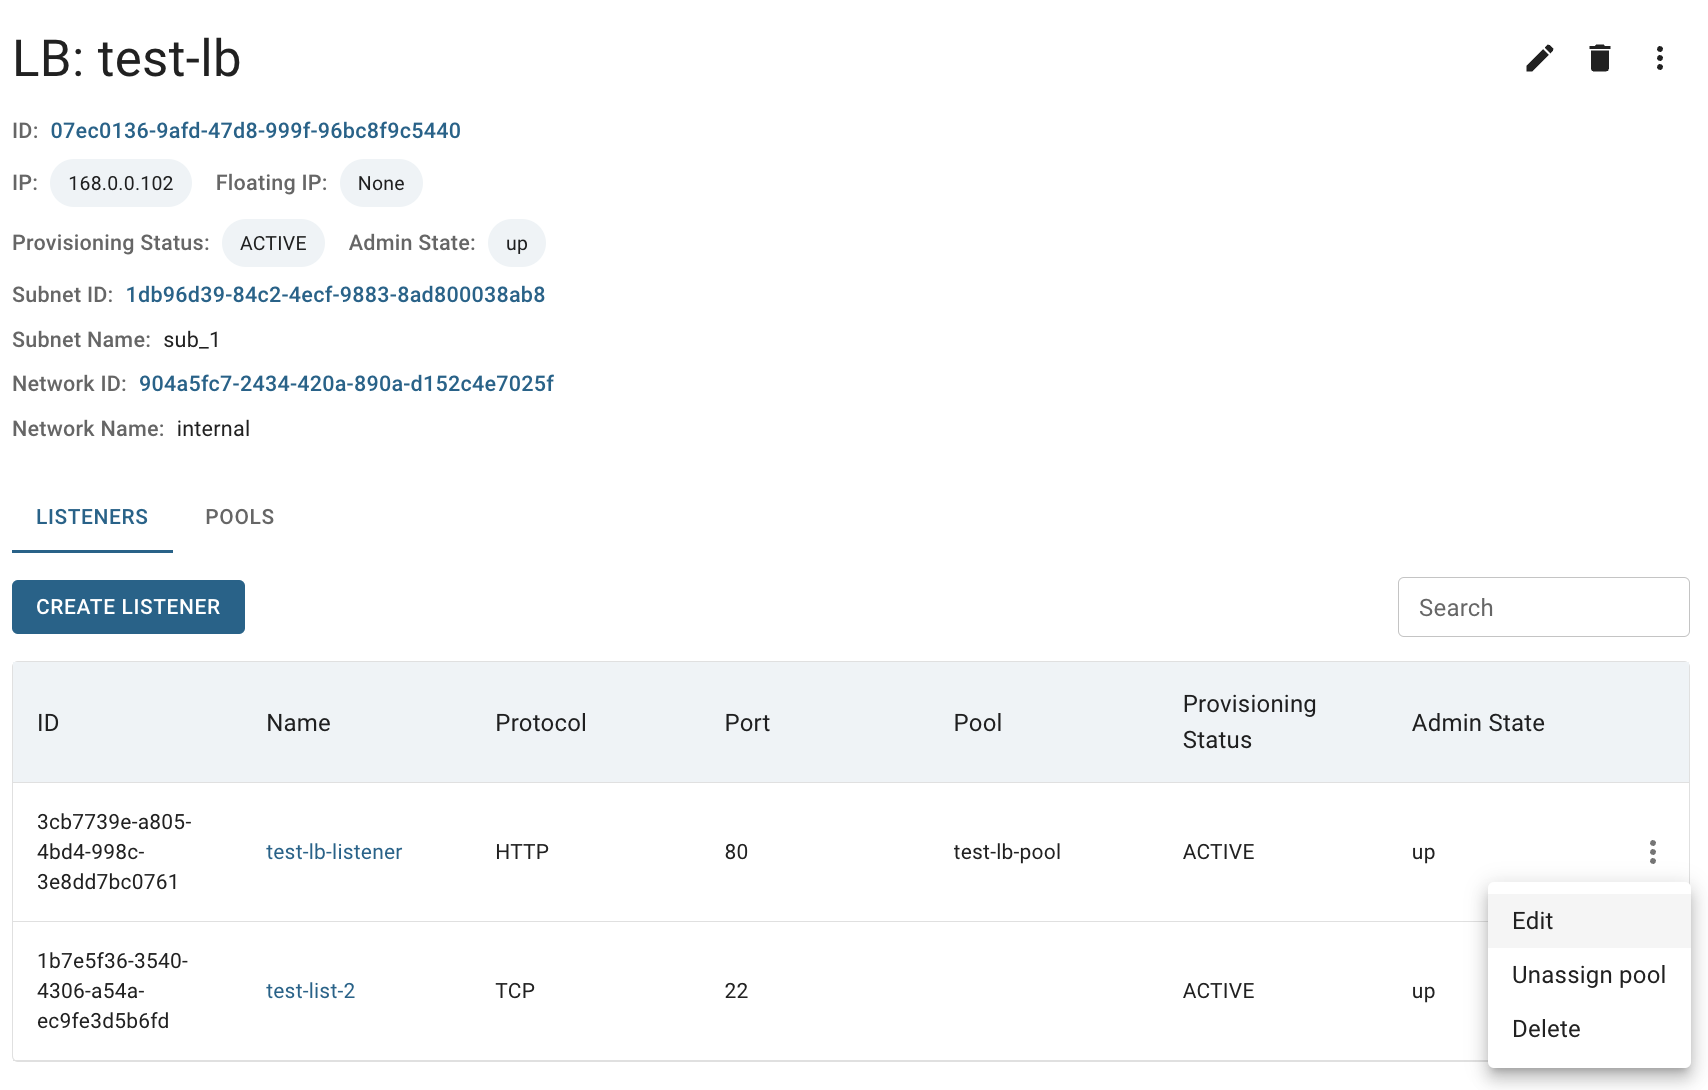 LB: test-lb
ID: 07ec0136-9afd-47d8-999f-96bc8f9c5440
IP: 168.0.0.102 Floating IP: None
Provisioning Status: ACTIVE Admin State: up
Subnet ID: 1db96d39-84c2-4ecf-9883-8ad800038ab8
Subnet Name: sub_1
Network ID: 904a5fc7-2434-420a-890a-d152c4e7025f
Network Name: internal
LISTENERS POOLS
CREATE LISTENER Search
ID Name Protocol Port Pool Provisioning Status Admin State
3cb7739e-a805-
4bd4-998c-
3e8dd7bc0761
test-lb-listener HTTP 80 test-lb-pool ACTIVE up
1b7e5f36-3540-
4306-a54a-
ec9fe3d5b6fd
test-list-2 TCP 22 ACTIVE up
Edit
Unassign pool
Delete